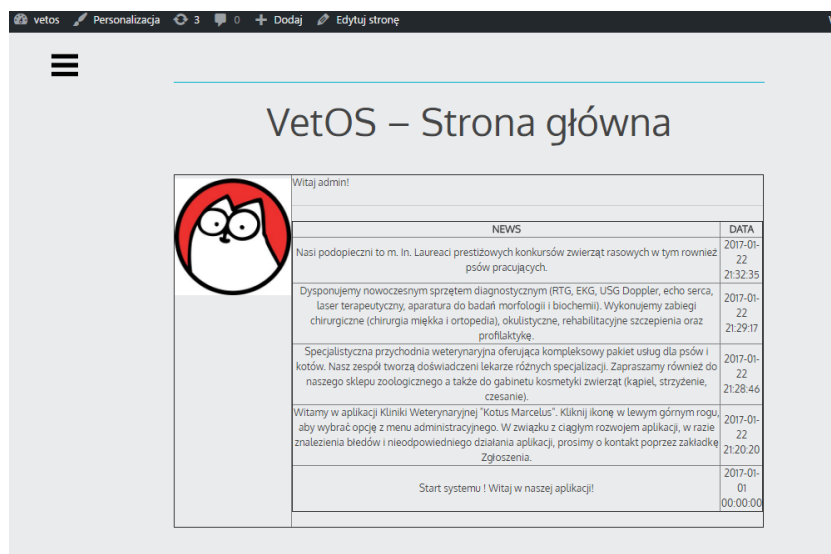 vetos Personalizacja 3 0 Dodaj Edytuj stronę
VetOS – Strona główna
Witaj admin!
NEWS DATA
Nasi podopieczni to m. In. Laureaci prestiżowych konkursów zwierząt rasowych w tym rownież
psów pracujących.
2017-01-
22
21:32:35
Dysponujemy nowoczesnym sprzętem diagnostycznym (RTG, EKG, USG Doppler, echo serca,
laser terapeutyczny, aparatura do badań morfologii i biochemii). Wykonujemy zabiegi
chirurgiczne (chirurgia miękka i ortopedia), okulistyczne, rehabilitacyjne szczepienia oraz
profilaktykę.
2017-01-
22
21:29:17
Specjalistyczna przychodnia weterynaryjna oferująca kompleksowy pakiet usług dla psów i
kotów. Nasz zespół tworzą doświadczeni lekarze różnych specjalizacji. Zapraszamy również do
naszego sklepu zoologicznego a także do gabinetu kosmetyki zwierząt (kąpiel, strzyżenie,
czesanie).
2017-01-
22
21:28:46
Witamy w aplikacji Kliniki Weterynaryjnej "Kotus Marcelus". Kliknij ikonę w lewym górnym rogu,
aby wybrać opcję z menu administracyjnego. W związku z ciągłym rozwojem aplikacji, w razie
znalezienia błedów i nieodpowiedniego działania aplikacji, prosimy o kontakt poprzez zakładkę
Zgłoszenia.
2017-01-
22
21:20:20
Start systemu ! Witaj w naszej aplikacji!
2017-01-
01
00:00:00